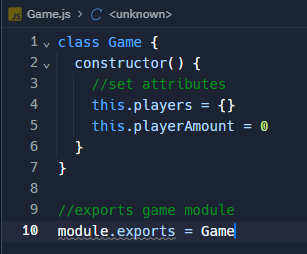 JS Game.js > <unknown>
1 class Game {
2 constructor() {
3 //set attributes
4 this.players = {}
5 this.playerAmount = 0
6 }
7 }
8
9 //exports game module
10 module.exports = Game